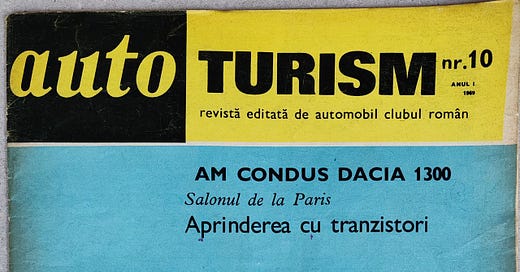 auto TURISM nr.10
ANUL I
1969
revistă editată de automobil clubul român
AM CONDUS DACIA 1300
Salonul de la Paris
Aprinderea cu tranzistori